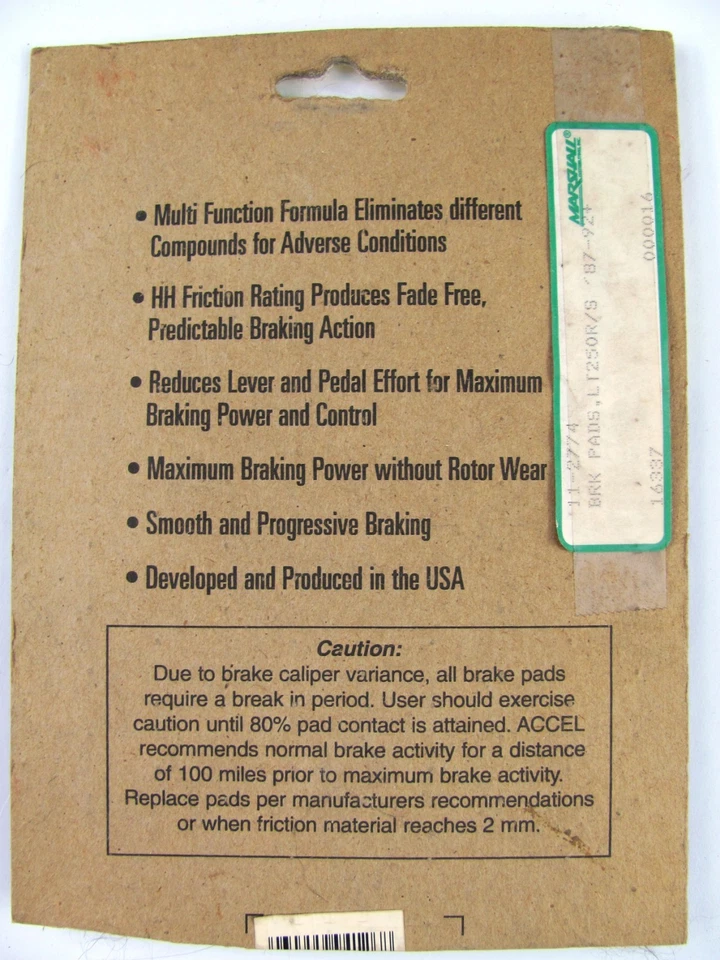 • Multi Function Formula Eliminates different
Compounds for Adverse Conditions
• HH Friction Rating Produces Fade Free,
Predictable Braking Action
• Reduces Lever and Pedal Effort for Maximum
Braking Power and Control
• Maximum Braking Power without Rotor Wear
• Smooth and Progressive Braking
• Developed and Produced in the USA
Caution:
Due to brake caliper variance, all brake pads
require a break in period. User should exercise
caution until 80% pad contact is attained. ACCEL
recommends normal brake activity for a distance
of 100 miles prior to maximum brake activity.
Replace pads per manufacturers recommendations
or when friction material reaches 2 mm.
MARSHALL®
11-2774
BRK PADS,LT250R/S '87-92+
16337 000016